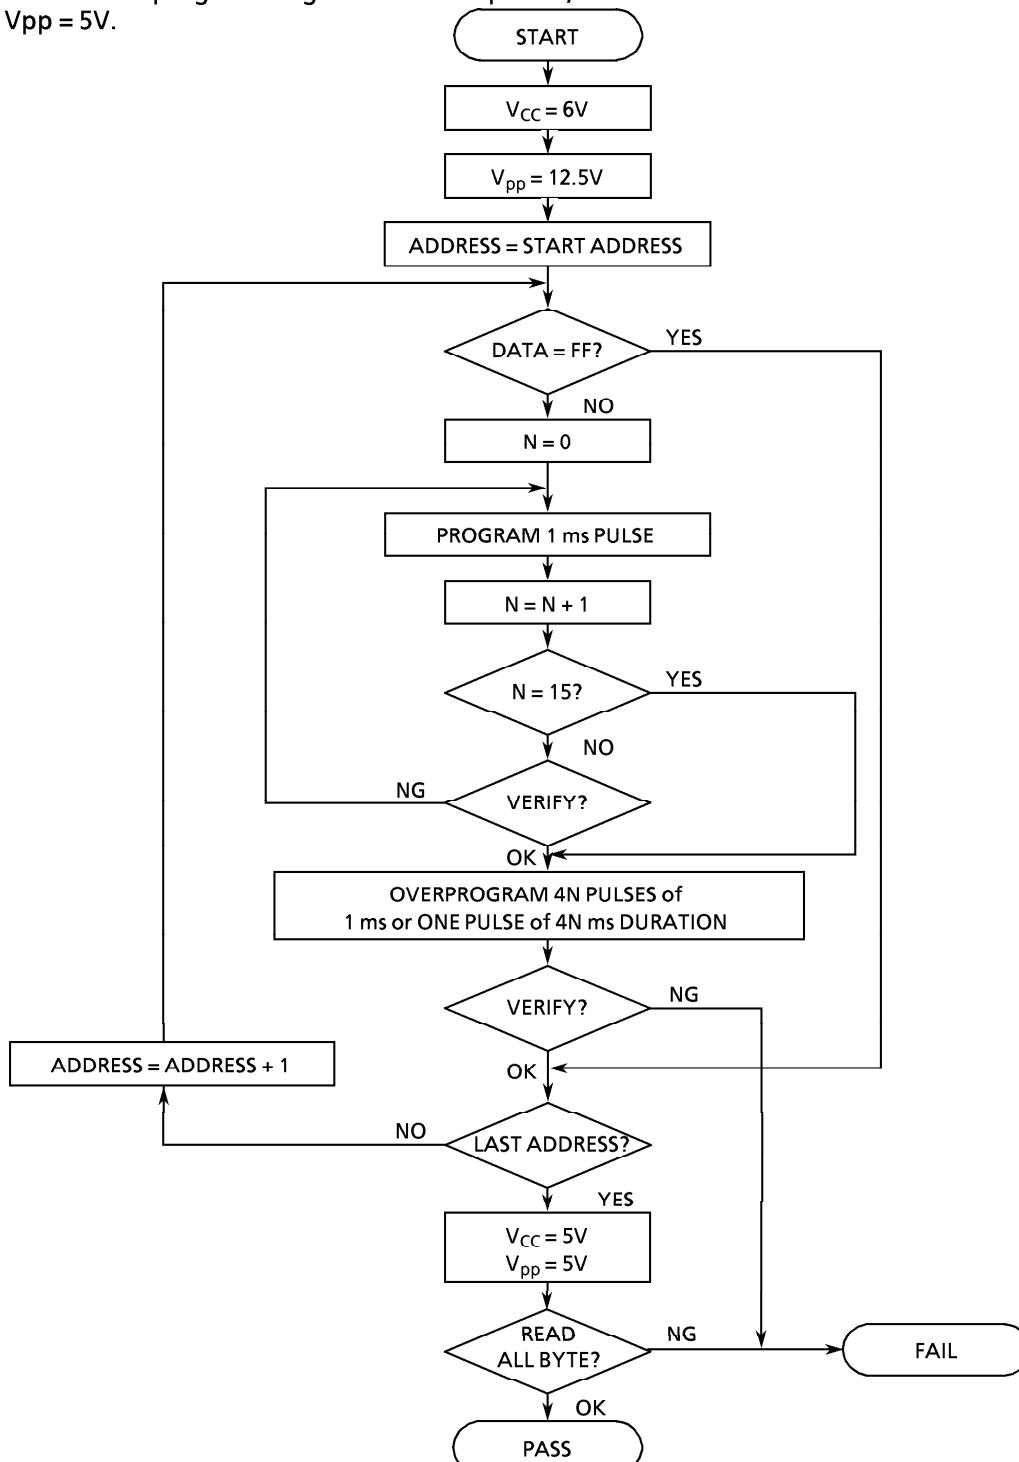 Vpp = 5V.
START
VCC = 6V
Vpp = 12.5V
ADDRESS = START ADDRESS
DATA = FF?
YES
NO
N = 0
PROGRAM 1 ms PULSE
N = N + 1
N = 15?
YES
NO
VERIFY?
NG
OK
OVERPROGRAM 4N PULSES of
1 ms or ONE PULSE of 4N ms DURATION
VERIFY?
NG
ADDRESS = ADDRESS + 1
OK
LAST ADDRESS?
NO
YES
VCC = 5V
Vpp = 5V
READ
ALL BYTE?
NG
FAIL
OK
PASS